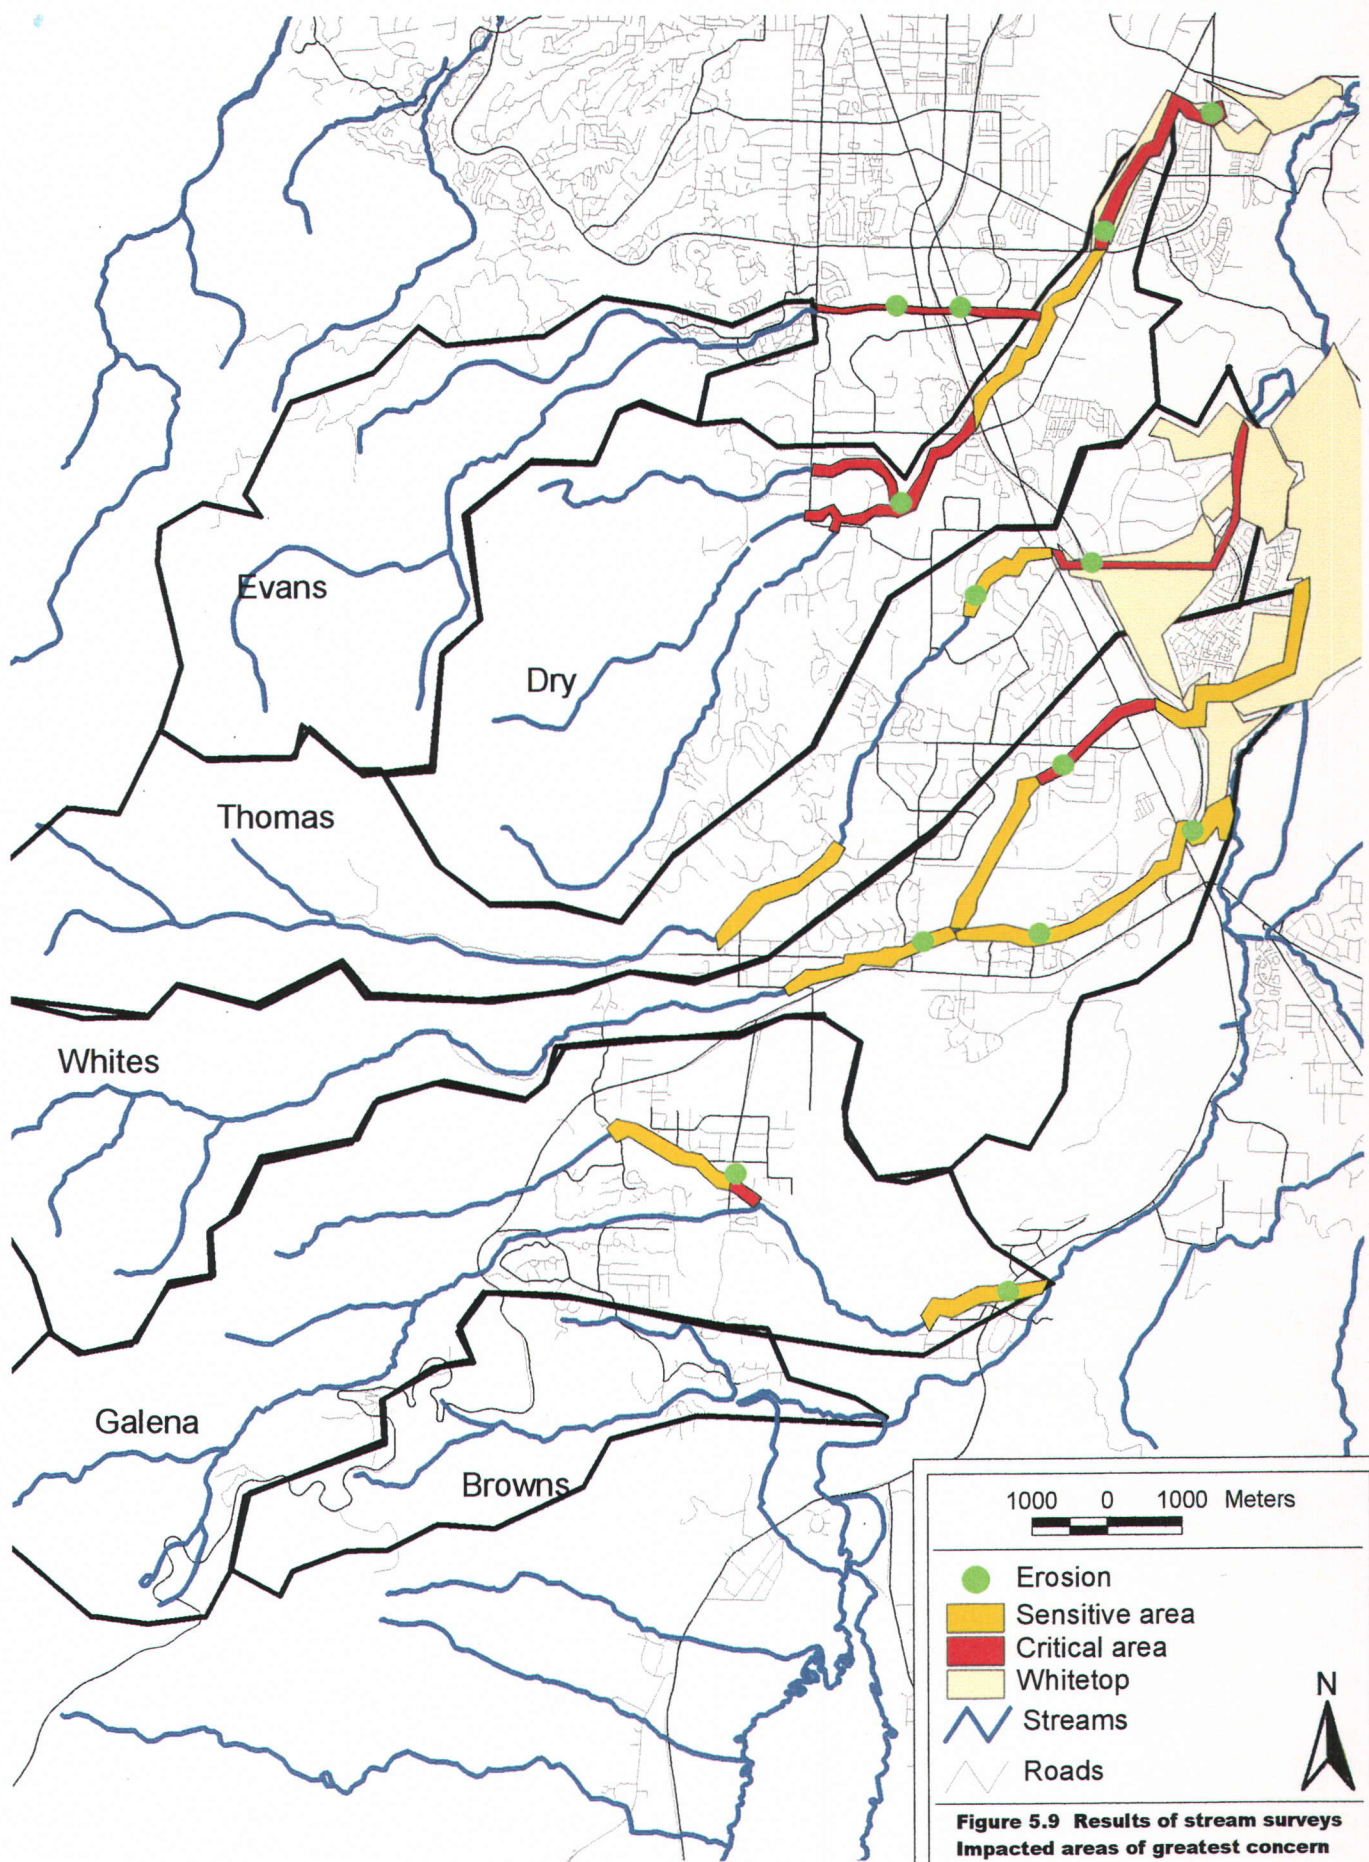 Evans
Dry
Thomas
Whites
Galena
Browns
1000 0 1000 Meters
Erosion
Sensitive area
Critical area
Whitetop
N
Streams
Roads
Figure 5.9 Results of stream surveys
Impacted areas of greatest concern